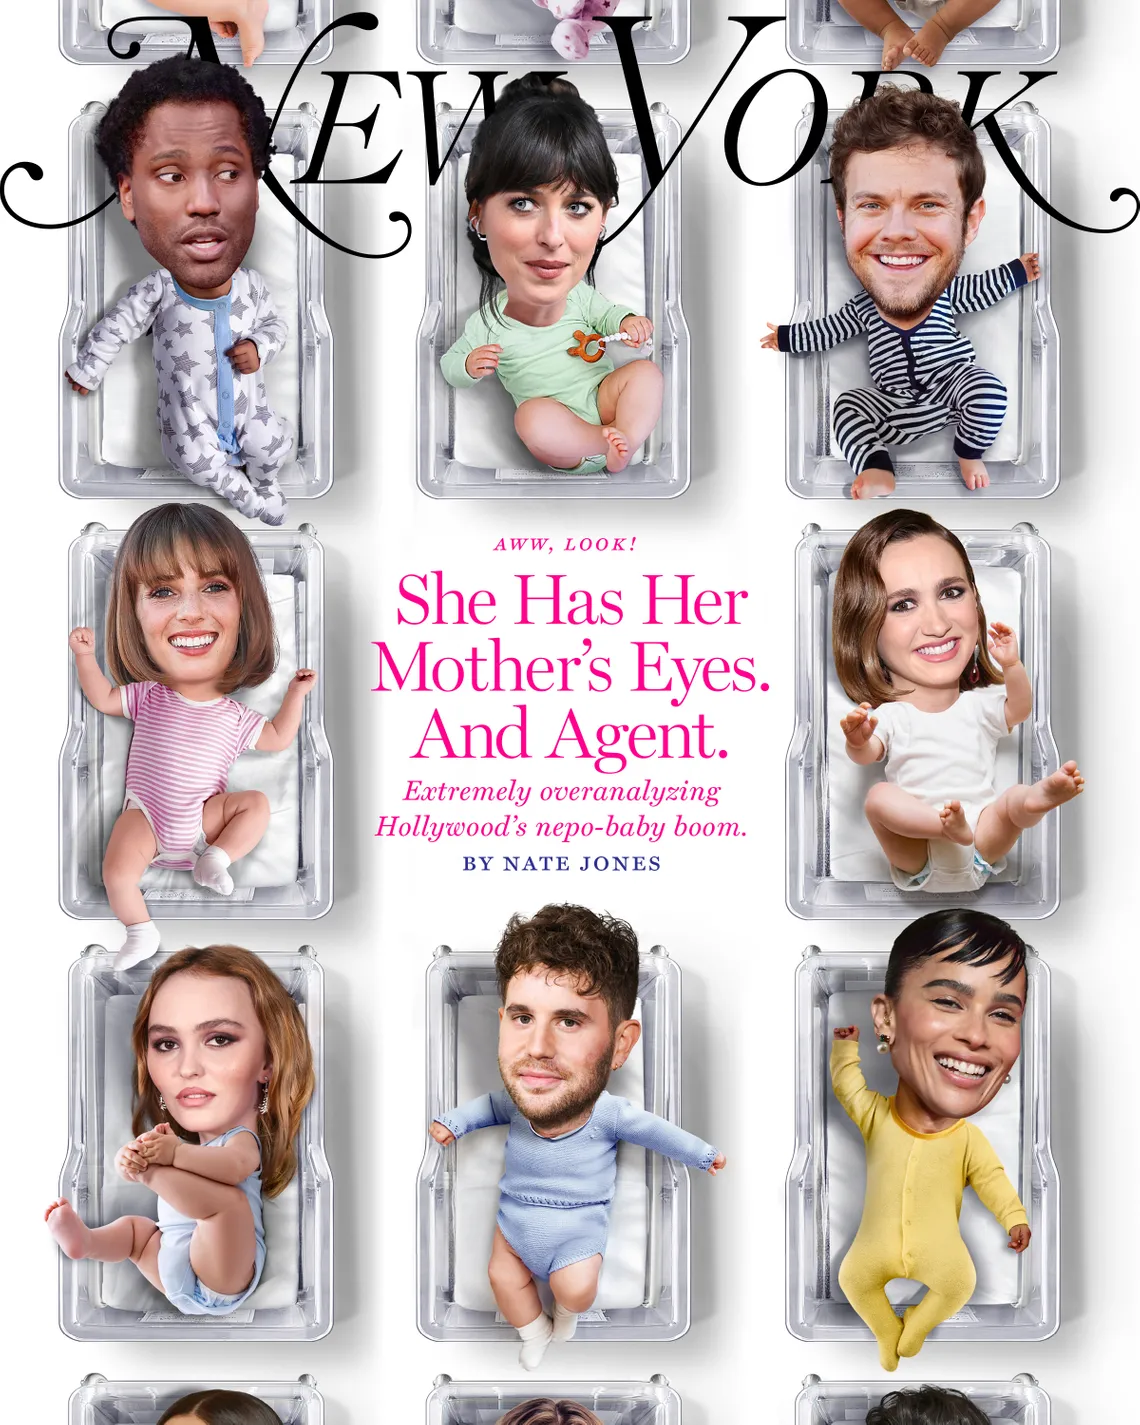 NEW YORK
AWW, LOOK!
She Has Her
Mother's Eyes.
And Agent.
Extremely overanalyzing
Hollywood's nepo-baby boom.
BY NATE JONES